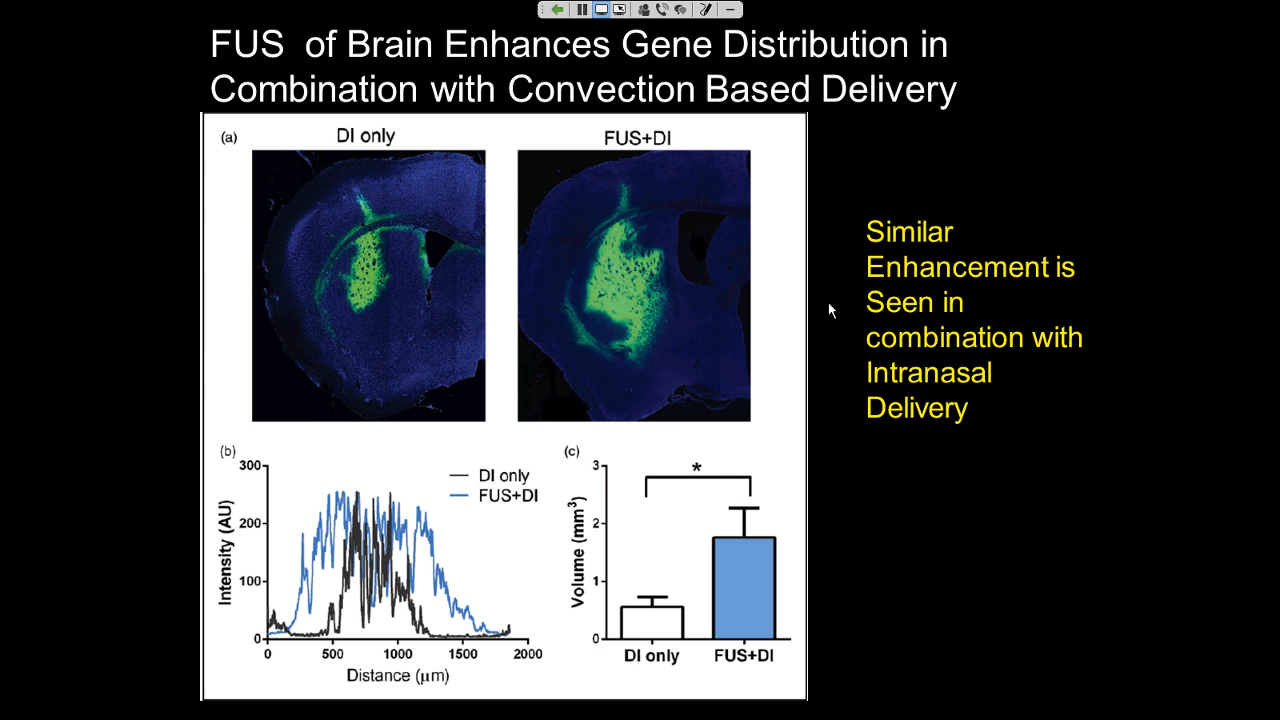 FUS  of Brain Enhances Gene Distribution in
Combination with Convection Based Delivery
(a)
DI only
FUS+DI
Similar
Enhancement is
Seen in
combination with
Intranasal
Delivery
(b)
300
200
100
0
Intensity (AU)
DI only
FUS+DI
0 500 1000 1500 2000
Distance (μm)
(c)
3
2
1
0
Volume (mm³)
*
DI only FUS+DI